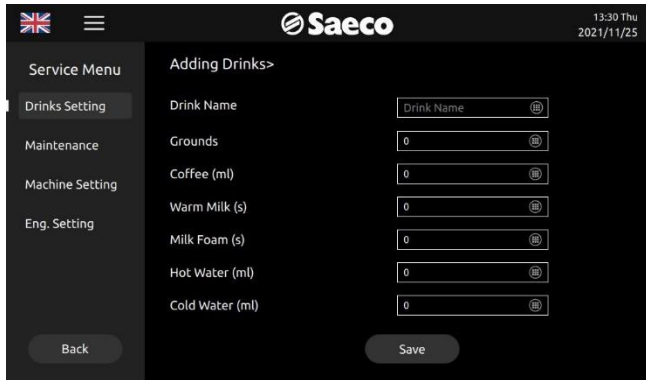 Saeco
13:30 Thu
2021/11/25
Service Menu
Drinks Setting
Maintenance
Machine Setting
Eng. Setting
Back
Adding Drinks>
Drink Name Drink Name
Grounds 0
Coffee (ml) 0
Warm Milk (s) 0
Milk Foam (s) 0
Hot Water (ml) 0
Cold Water (ml) 0
Save